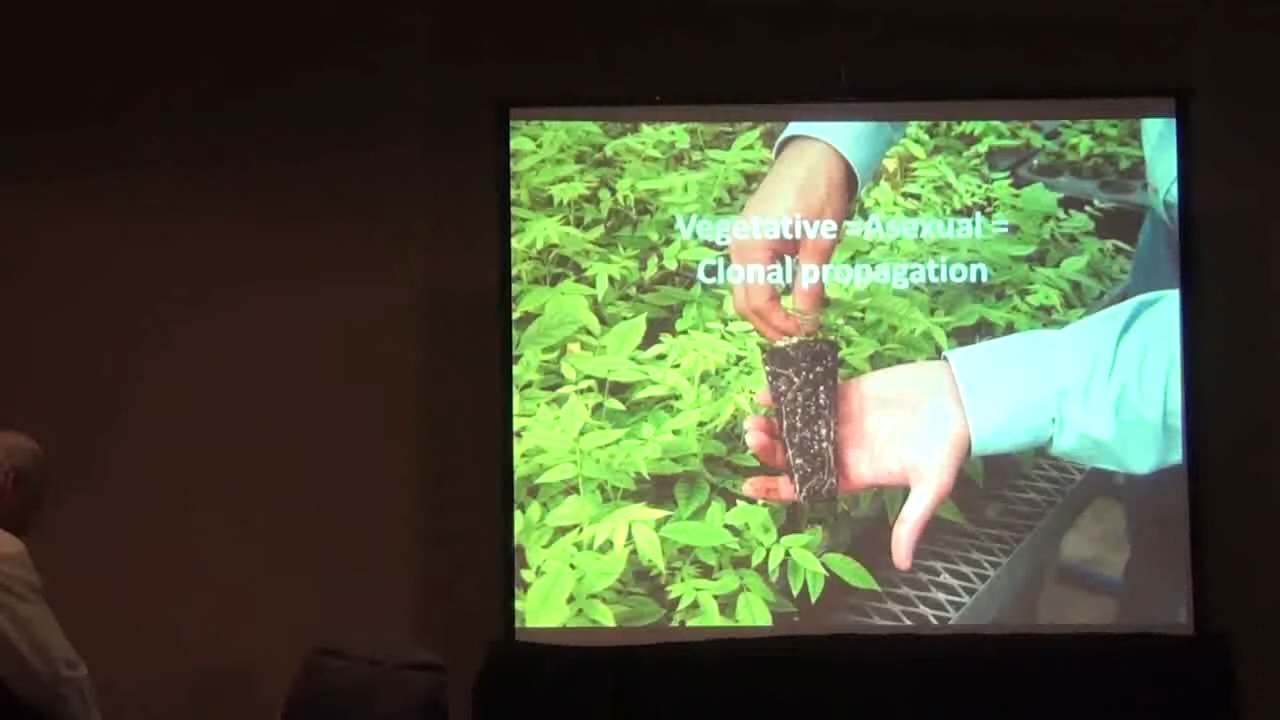 Vegetative =Asexual =
Clonal propagation